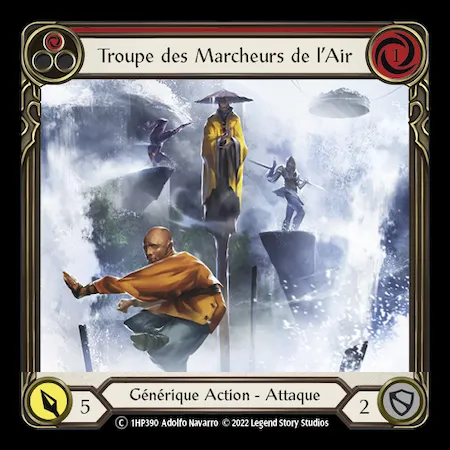 Troupe des Marcheurs de l'Air
1
5
Générique Action - Attaque
2
C 1HP390 Adolfo Navarro © 2022 Legend Story Studios